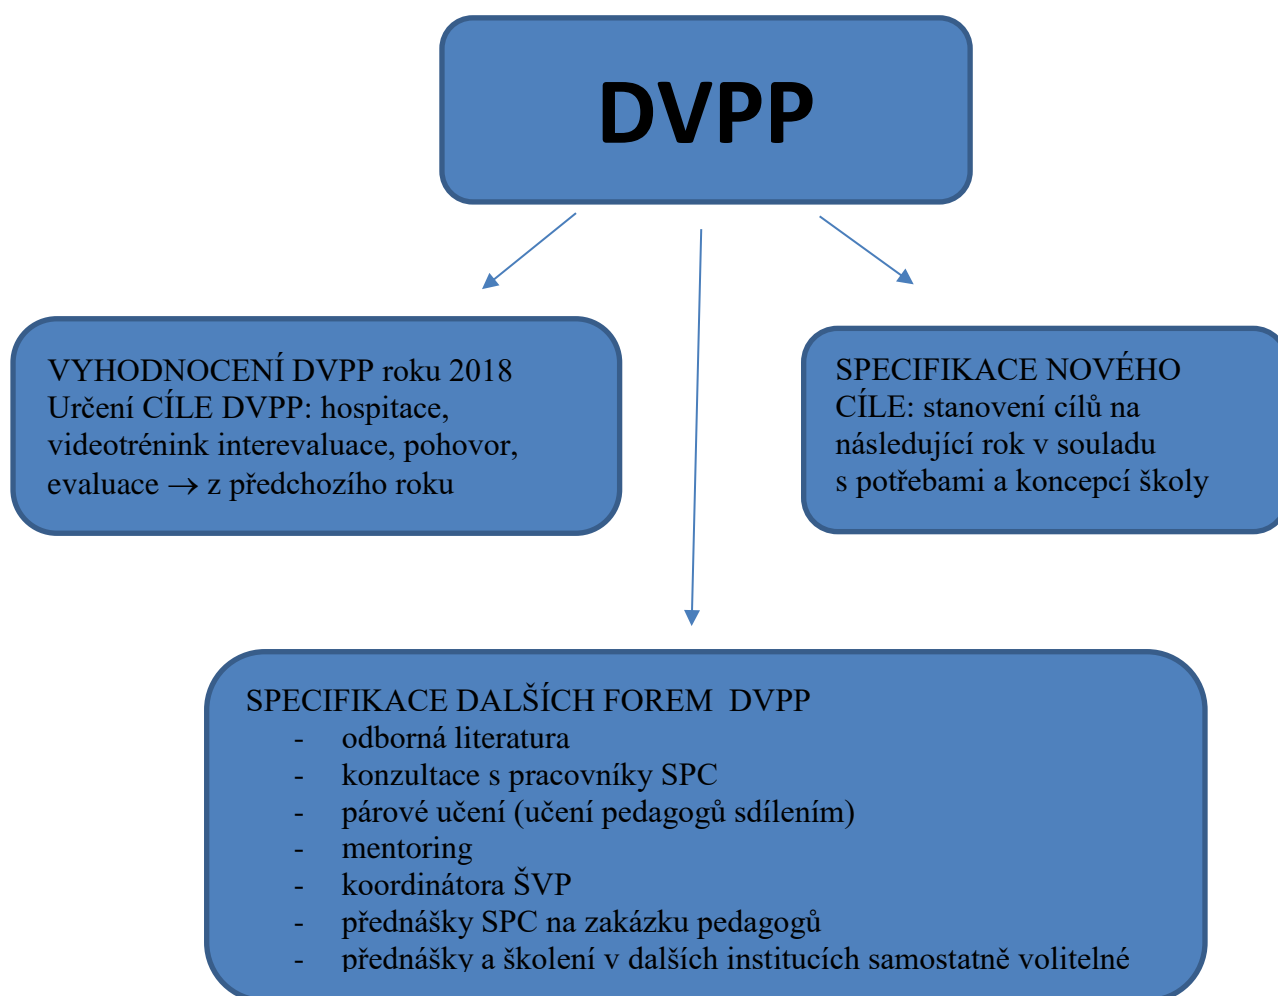 DVPP
VYHODNOCENÍ DVPP roku 2018
Určení CÍLE DVPP: hospitace,
videotrénink interevaluace, pohovor,
evaluace → z předchozího roku
SPECIFIKACE NOVÉHO
CÍLE: stanovení cílů na
následující rok v souladu
s potřebami a koncepcí školy
SPECIFIKACE DALŠÍCH FOREM  DVPP
- odborná literatura
- konzultace s pracovníky SPC
- párové učení (učení pedagogů sdílením)
- mentoring
- koordinátora ŠVP
- přednášky SPC na zakázku pedagogů
- přednášky a školení v dalších institucích samostatně volitelné